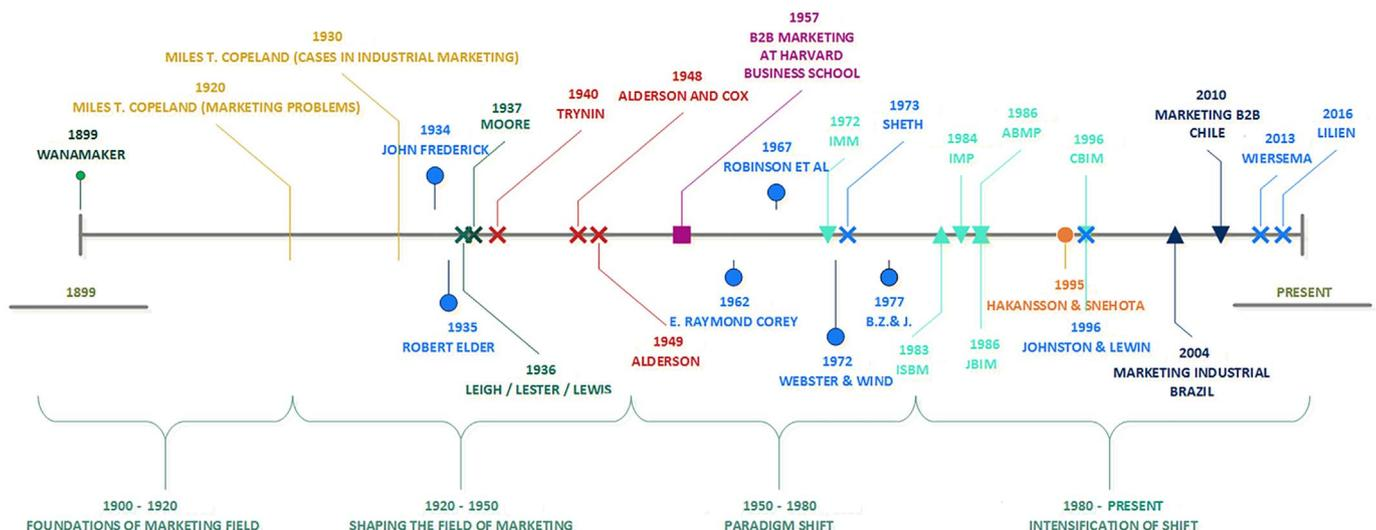 1957
B2B MARKETING
AT HARVARD
BUSINESS SCHOOL
1930
MILES T. COPELAND (CASES IN INDUSTRIAL MARKETING)
1920
MILES T. COPELAND (MARKETING PROBLEMS)
1899
WANAMAKER
1934
JOHN FREDERICK
1937
MOORE
1940
TRYNIN
1948
ALDERSON AND COX
1967
ROBINSON ET AL
1972
IMM
1973
SHETH
1984
IMP
1986
ABMP
1996
CBIM
2010
MARKETING B2B
CHILE
2013
WIERSEMA
2016
LILIEN
1899
1935
ROBERT ELDER
1936
LEIGH / LESTER / LEWIS
1949
ALDERSON
1962
E. RAYMOND COREY
1972
WEBSTER & WIND
1977
B.Z.& J.
1983
ISBM
1986
JBIM
1995
HAKANSSON & SNEHOTA
1996
JOHNSTON & LEWIN
2004
MARKETING INDUSTRIAL
BRAZIL
PRESENT
1900 - 1920
FOUNDATIONS OF MARKETING FIELD
1920 - 1950
SHAPING THE FIELD OF MARKETING
1950 - 1980
PARADIGM SHIFT
1980 - PRESENT
INTENSIFICATION OF SHIFT